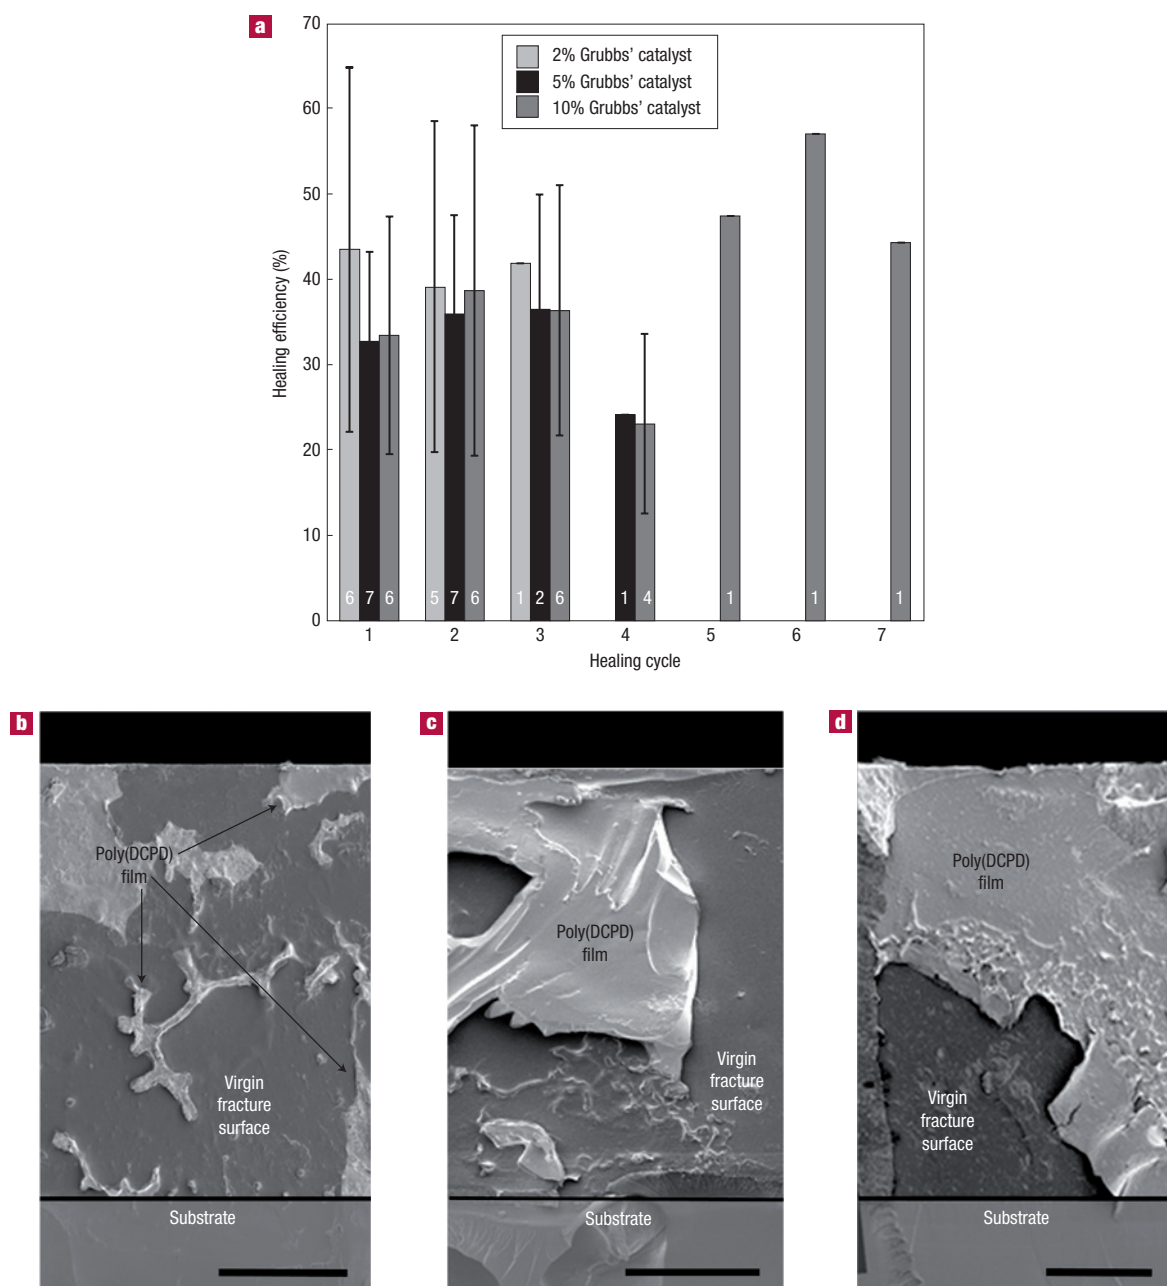 a
70
60
50
40
30
20
10
0
Healing efficiency (%)
2% Grubbs’ catalyst
5% Grubbs’ catalyst
10% Grubbs’ catalyst
6 7 6 5 7 6 1 2 6 1 4 1 1 1
1 2 3 4 5 6 7
Healing cycle
b
Poly(DCPD)
film
Virgin
fracture
surface
Substrate
c
Poly(DCPD)
film
Virgin
fracture
surface
Substrate
d
Poly(DCPD)
film
Virgin
fracture
surface
Substrate